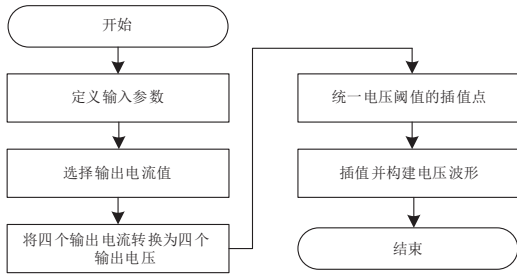 开始
定义输入参数
选择输出电流值
将四个输出电流转换为四个
输出电压
统一电压阈值的插值点
插值并构建电压波形
结束